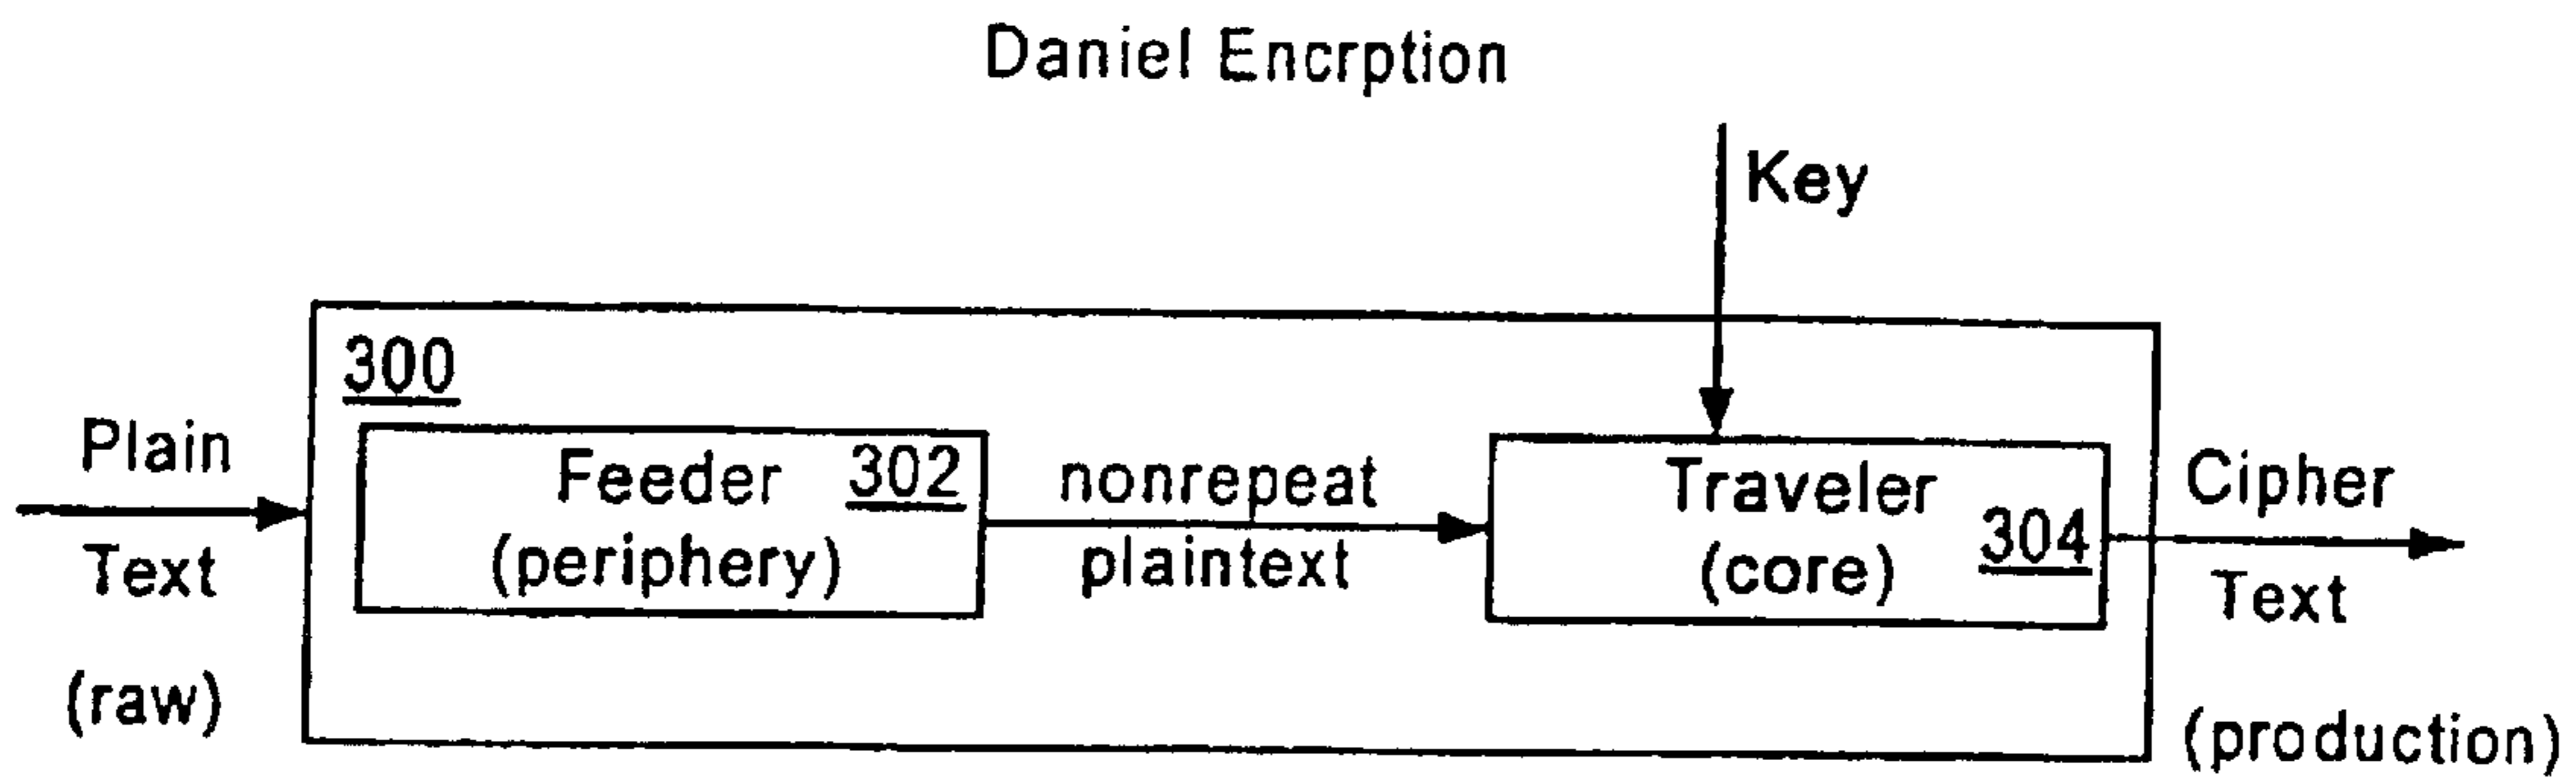 Daniel Encrption
Key
300
Plain
Text
(raw)
Feeder 302
(periphery)
nonrepeat
plaintext
Traveler
(core) 304
Cipher
Text
(production)